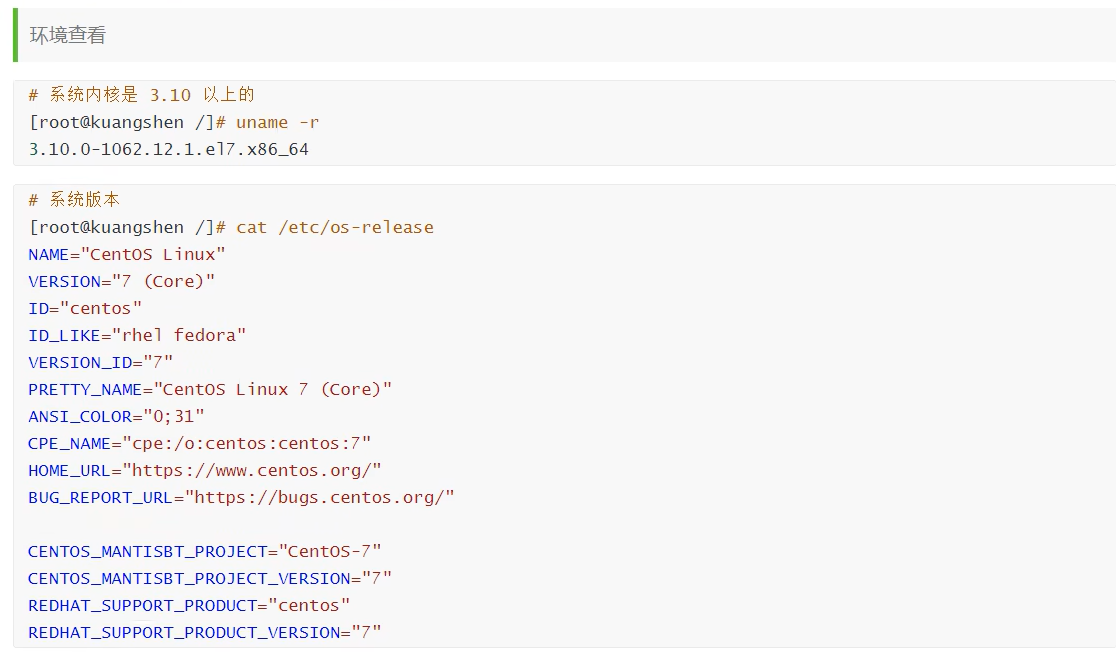 环境查看
# 系统内核是 3.10 以上的
[root@kuangshen /]# uname -r
3.10.0-1062.12.1.el7.x86_64
# 系统版本
[root@kuangshen /]# cat /etc/os-release
NAME="CentOS Linux"
VERSION="7 (Core)"
ID="centos"
ID_LIKE="rhel fedora"
VERSION_ID="7"
PRETTY_NAME="CentOS Linux 7 (Core)"
ANSI_COLOR="0;31"
CPE_NAME="cpe:/o:centos:centos:7"
HOME_URL="https://www.centos.org/"
BUG_REPORT_URL="https://bugs.centos.org/"
CENTOS_MANTISBT_PROJECT="CentOS-7"
CENTOS_MANTISBT_PROJECT_VERSION="7"
REDHAT_SUPPORT_PRODUCT="centos"
REDHAT_SUPPORT_PRODUCT_VERSION="7"